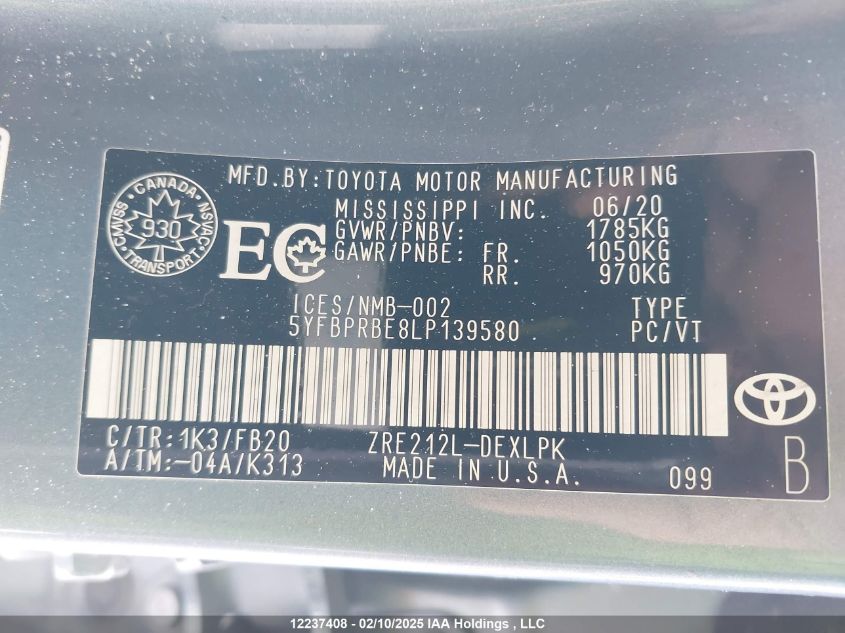 MFD.BY:TOYOTA MOTOR MANUFACTURING
MISSISSIPPI INC. 06/20
GVWR/PNBV: 1785KG
GAWR/PNBE: FR. 1050KG
RR. 970KG
CANADA
CMVSS
NSVAC
930
TRANSPORT
EC
ICES/NMB-002 TYPE
5YFBPRBE8LP139580 PC/VT
C/TR:1K3/FB20 ZRE212L-DEXLPK
A/TM:-04A/K313 MADE IN U.S.A. 099
B
12237408 - 02/10/2025 IAA Holdings , LLC